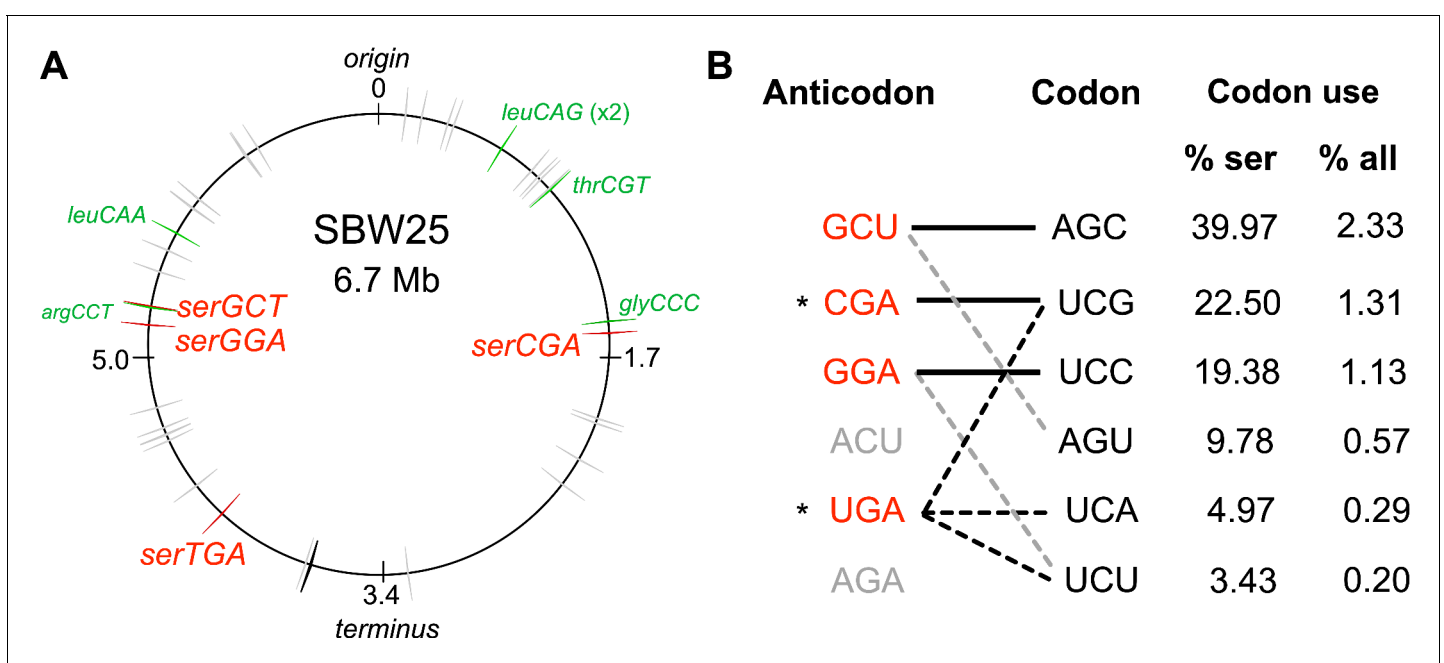 A
origin
0
leuCAG (x2)
thrCGT
leuCAA
SBW25
6.7 Mb
argCCT
serGCT
serGGA
glyCCC
serCGA
5.0
1.7
serTGA
3.4
terminus
B
Anticodon Codon Codon use
% ser % all
GCU AGC 39.97 2.33
* CGA UCG 22.50 1.31
GGA UCC 19.38 1.13
ACU AGU 9.78 0.57
* UGA UCA 4.97 0.29
AGA UCU 3.43 0.20